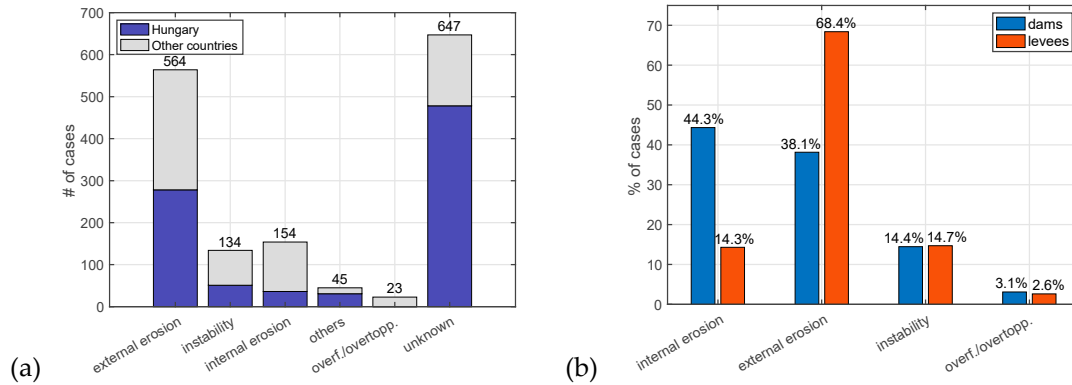 (a)
# of cases
700
600
500
400
300
200
100
0
Hungary
Other countries
564
134
154
45
23
647
external erosion
instability
internal erosion
others
overf./overtopp.
unknown
(b)
% of cases
70
60
50
40
30
20
10
0
dams
levees
44.3%
14.3%
38.1%
68.4%
14.4%
14.7%
3.1%
2.6%
internal erosion
external erosion
instability
overf./overtopp.